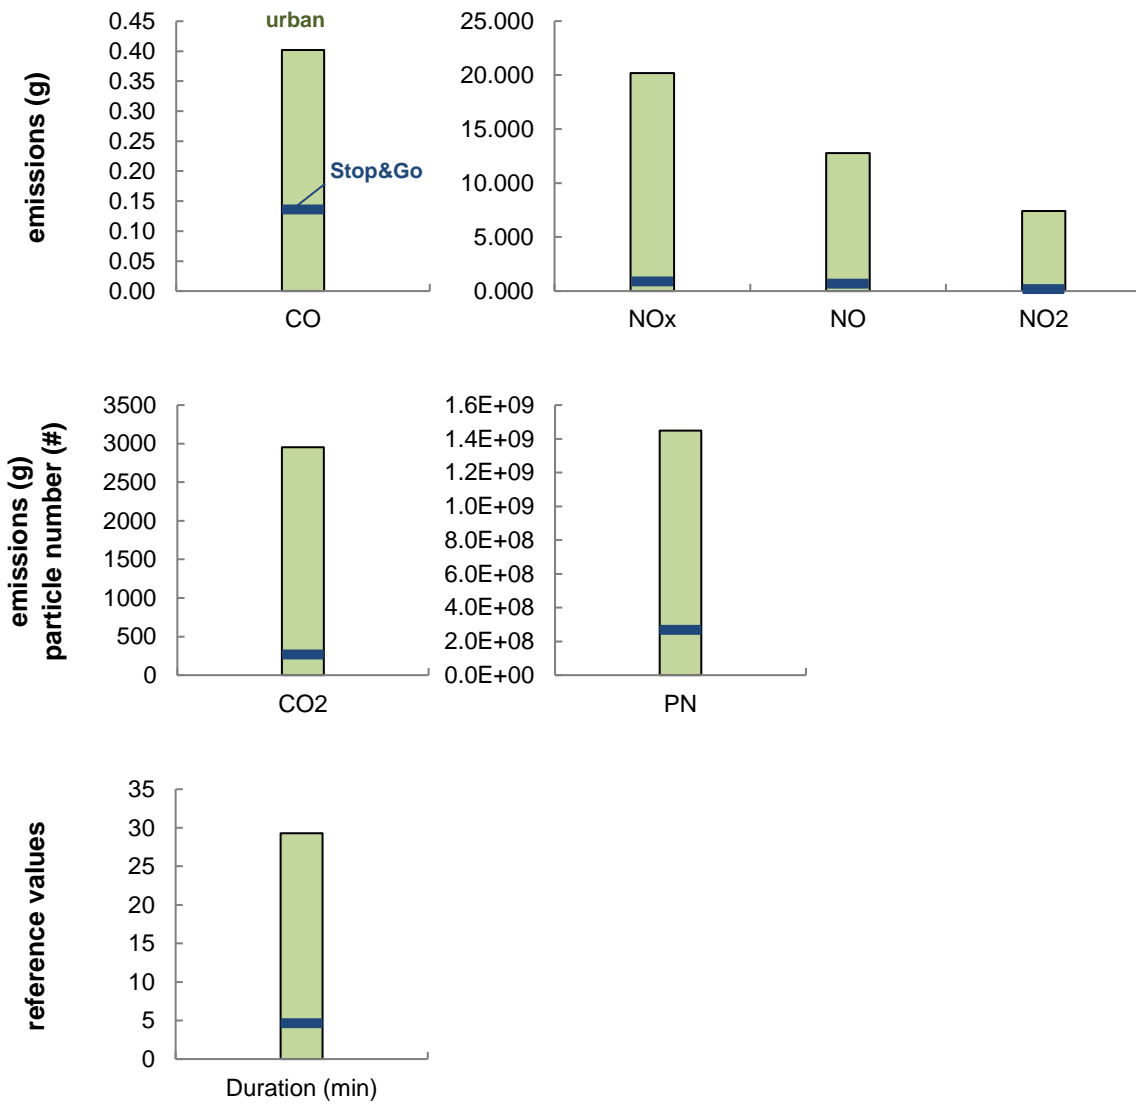 emissions (g)
0.45
0.40
0.35
0.30
0.25
0.20
0.15
0.10
0.05
0.00
urban
Stop&Go
CO
25.000
20.000
15.000
10.000
5.000
0.000
NOx NO NO2
emissions (g)
particle number (#)
3500
3000
2500
2000
1500
1000
500
0
CO2
1.6E+09
1.4E+09
1.2E+09
1.0E+09
8.0E+08
6.0E+08
4.0E+08
2.0E+08
0.0E+00
PN
reference values
35
30
25
20
15
10
5
0
Duration (min)